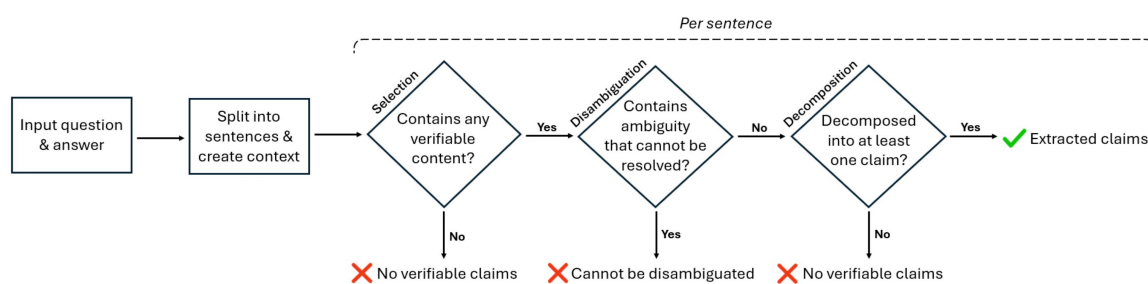 Per sentence
Input question
& answer
Split into
sentences &
create context
Selection
Contains any
verifiable
content?
Yes
No
No verifiable claims
Disambiguation
Contains
ambiguity
that cannot be
resolved?
No
Yes
Cannot be disambiguated
Decomposition
Decomposed
into at least
one claim?
Yes
No
No verifiable claims
Extracted claims